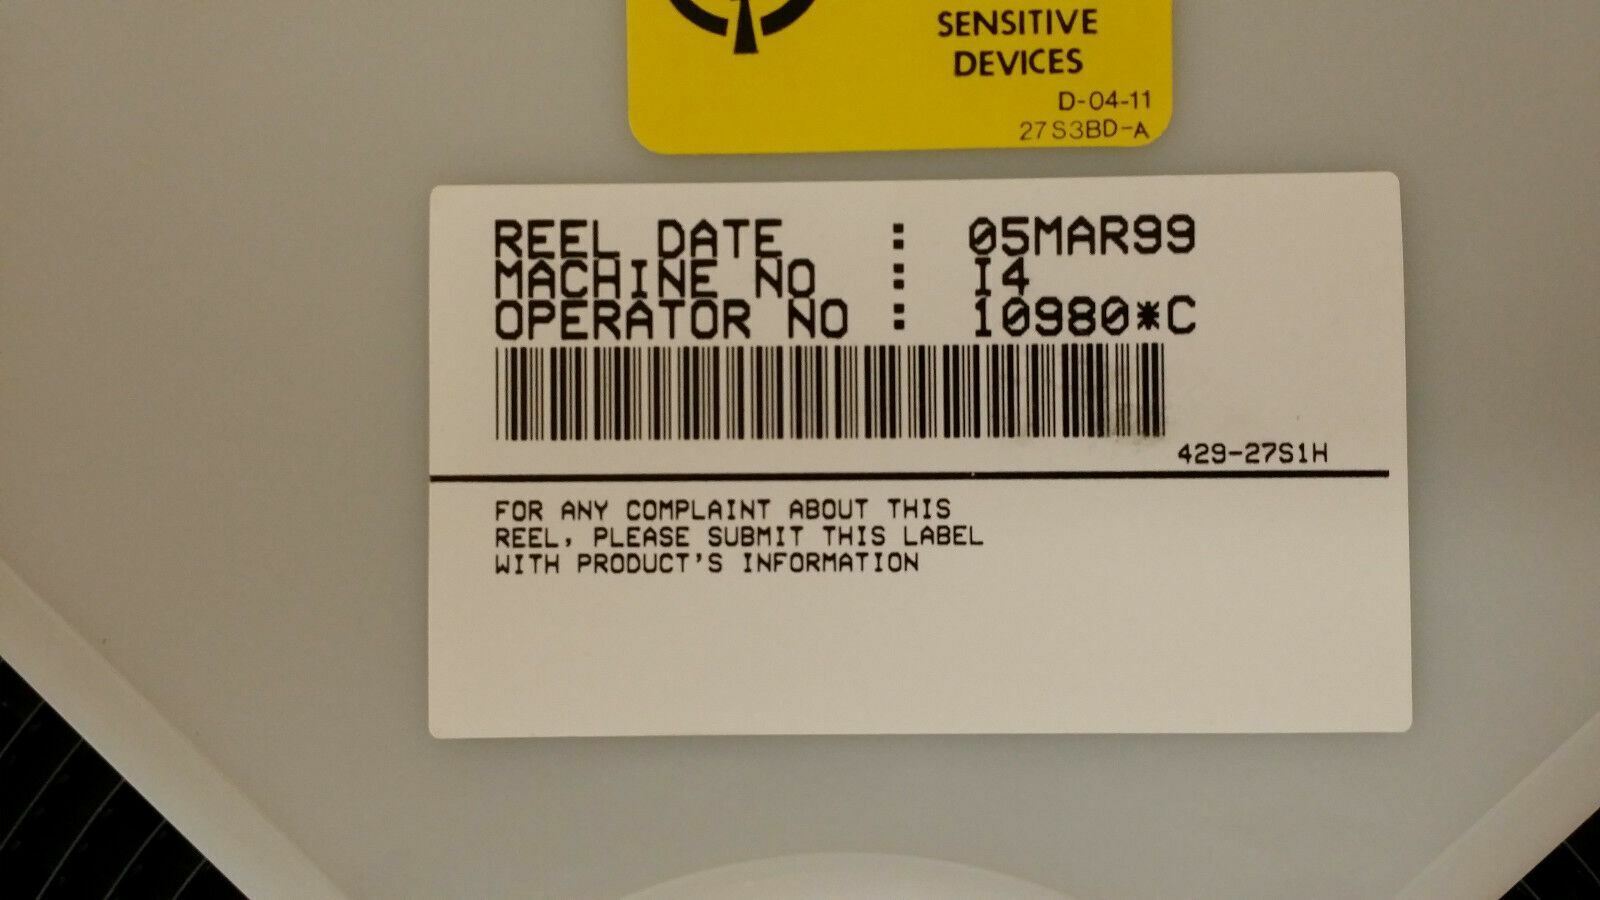 SENSITIVE
DEVICES
D-04-11
27S3BD-A
REEL DATE : 05MAR99
MACHINE NO : I4
OPERATOR NO : 10980*C
429-27S1H
FOR ANY COMPLAINT ABOUT THIS
REEL, PLEASE SUBMIT THIS LABEL
WITH PRODUCT'S INFORMATION